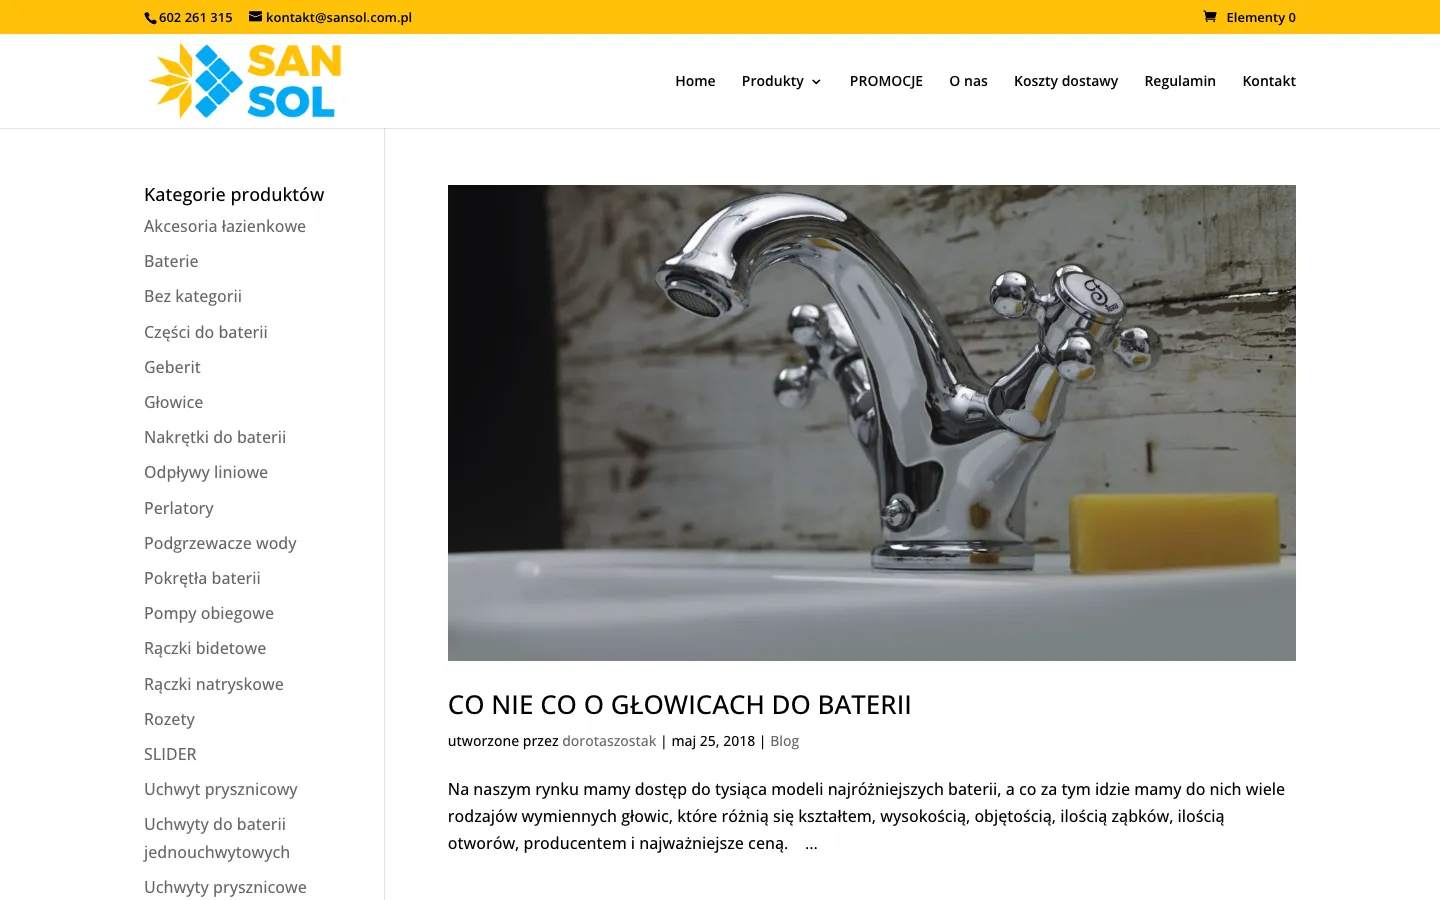 602 261 315
kontakt@sansol.com.pl
Elementy 0
SAN
SOL
Home
Produkty
PROMOCJE
O nas
Koszty dostawy
Regulamin
Kontakt
Kategorie produktów
Akcesoria łazienkowe
Baterie
Bez kategorii
Części do baterii
Geberit
Głowice
Nakrętki do baterii
Odpływy liniowe
Perlatory
Podgrzewacze wody
Pokrętła baterii
Pompy obiegowe
Rączki bidetowe
Rączki natryskowe
Rozety
SLIDER
Uchwyt prysznicowy
Uchwyty do baterii
jednouchwytowych
Uchwyty prysznicowe
CO NIE CO O GŁOWICACH DO BATERII
utworzone przez dorotaszostak | maj 25, 2018 | Blog
Na naszym rynku mamy dostęp do tysiąca modeli najróżniejszych baterii, a co za tym idzie mamy do nich wiele
rodzajów wymiennych głowic, które różnią się kształtem, wysokością, objętością, ilością ząbków, ilością
otworów, producentem i najważniejsze ceną. ...